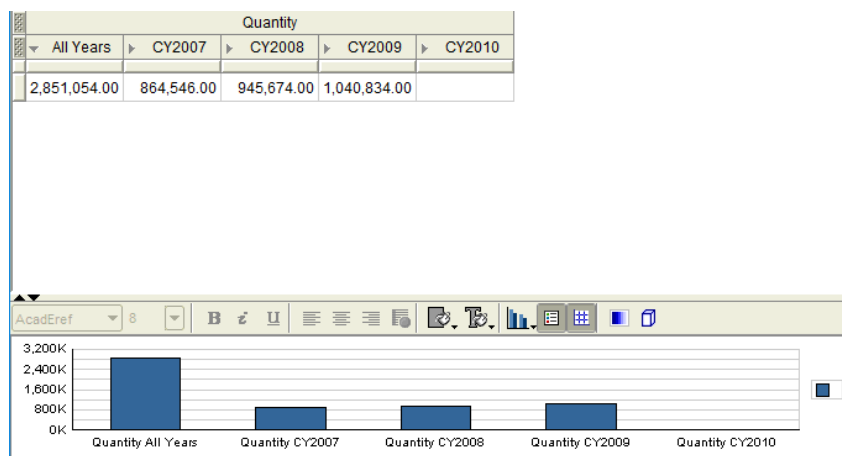 Quantity
All Years CY2007 CY2008 CY2009 CY2010
2,851,054.00 864,546.00 945,674.00 1,040,834.00
AcadEref 8 B i U
3,200K
2,400K
1,600K
800K
0K
Quantity All Years Quantity CY2007 Quantity CY2008 Quantity CY2009 Quantity CY2010